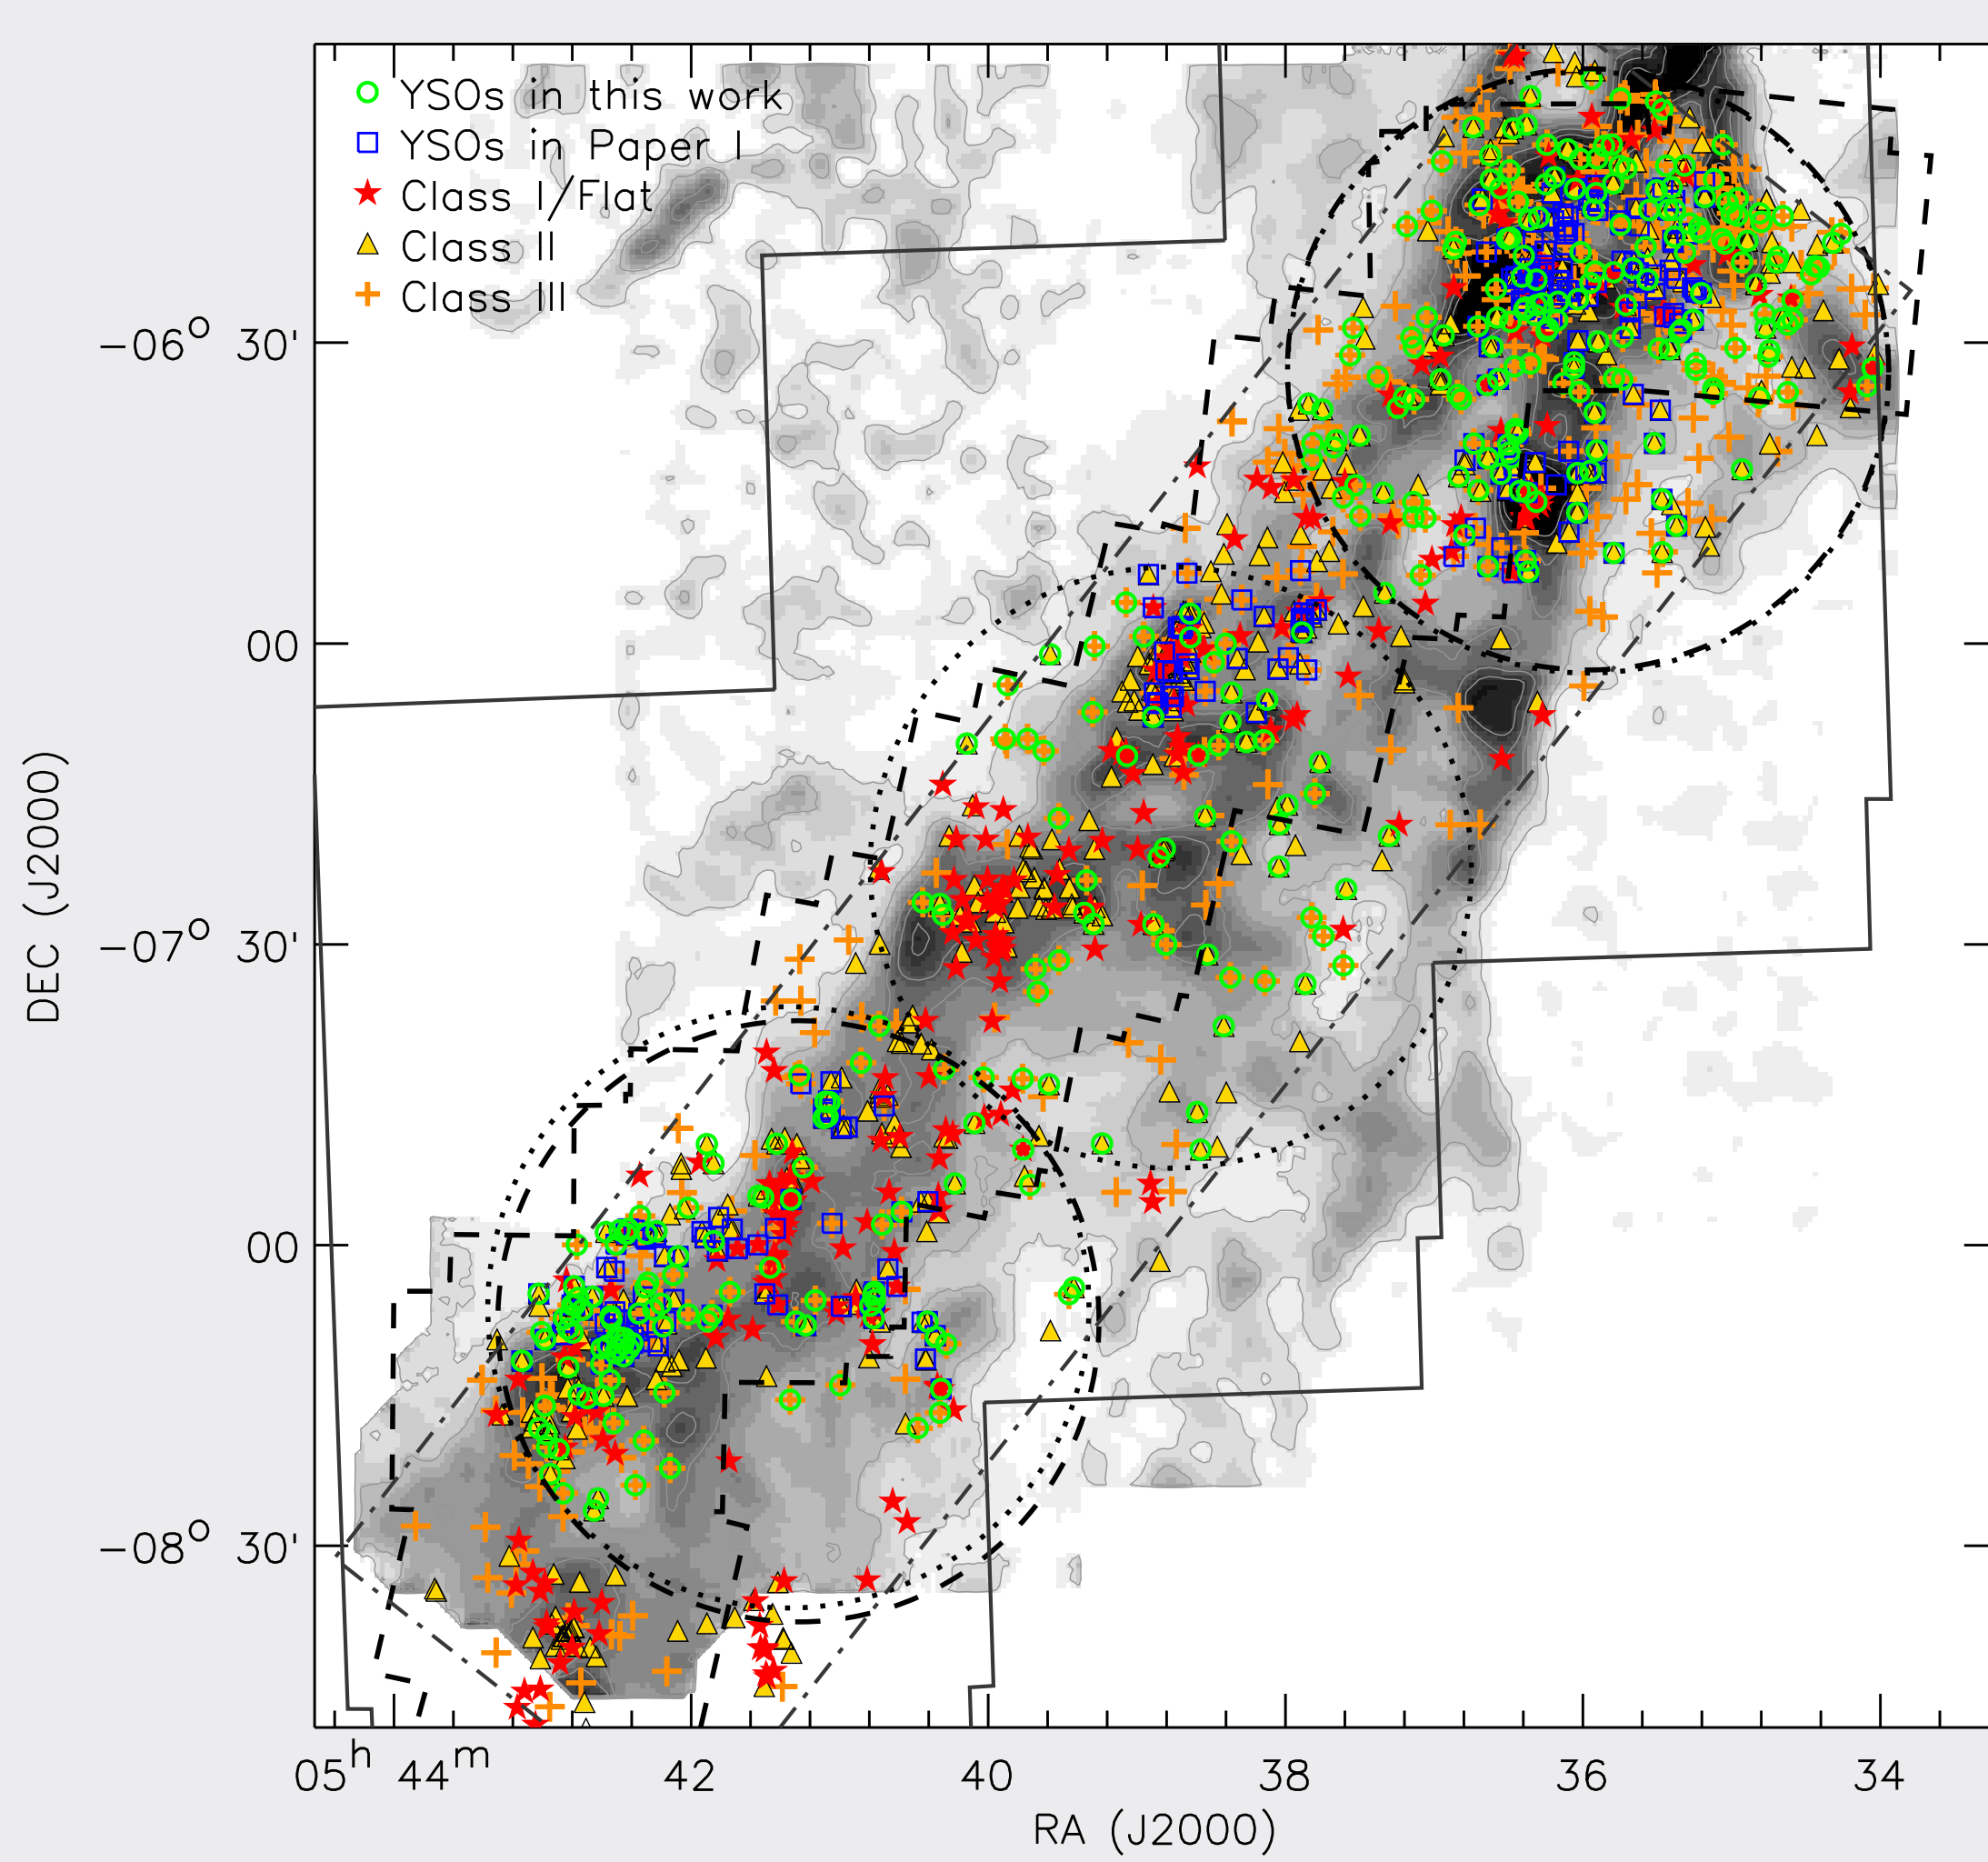 YSOs in this work
YSOs in Paper I
Class I/Flat
Class II
Class III
−06° 30'
00
−07° 30'
00
−08° 30'
DEC (J2000)
05h 44m 42 40 38 36 34
RA (J2000)